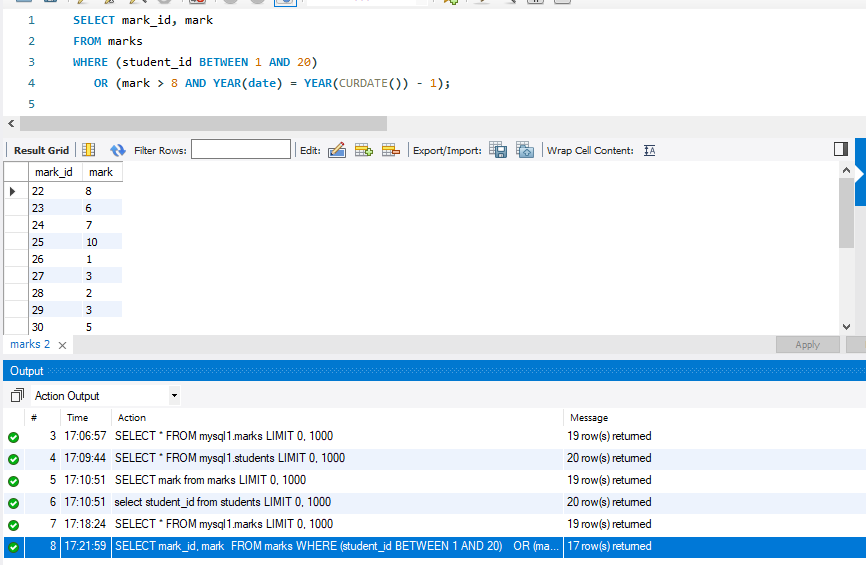 1 SELECT mark_id, mark
2 FROM marks
3 WHERE (student_id BETWEEN 1 AND 20)
4 OR (mark > 8 AND YEAR(date) = YEAR(CURDATE()) - 1);
5
Result Grid Filter Rows: Edit: Export/Import: Wrap Cell Content:
mark_id mark
22 8
23 6
24 7
25 10
26 1
27 3
28 2
29 3
30 5
marks 2 Apply
Output
Action Output
# Time Action Message
3 17:06:57 SELECT * FROM mysql1.marks LIMIT 0, 1000 19 row(s) returned
4 17:09:44 SELECT * FROM mysql1.students LIMIT 0, 1000 20 row(s) returned
5 17:10:51 SELECT mark from marks LIMIT 0, 1000 19 row(s) returned
6 17:10:51 select student_id from students LIMIT 0, 1000 20 row(s) returned
7 17:18:24 SELECT * FROM mysql1.marks LIMIT 0, 1000 19 row(s) returned
8 17:21:59 SELECT mark_id, mark FROM marks WHERE (student_id BETWEEN 1 AND 20) OR (ma... 17 row(s) returned